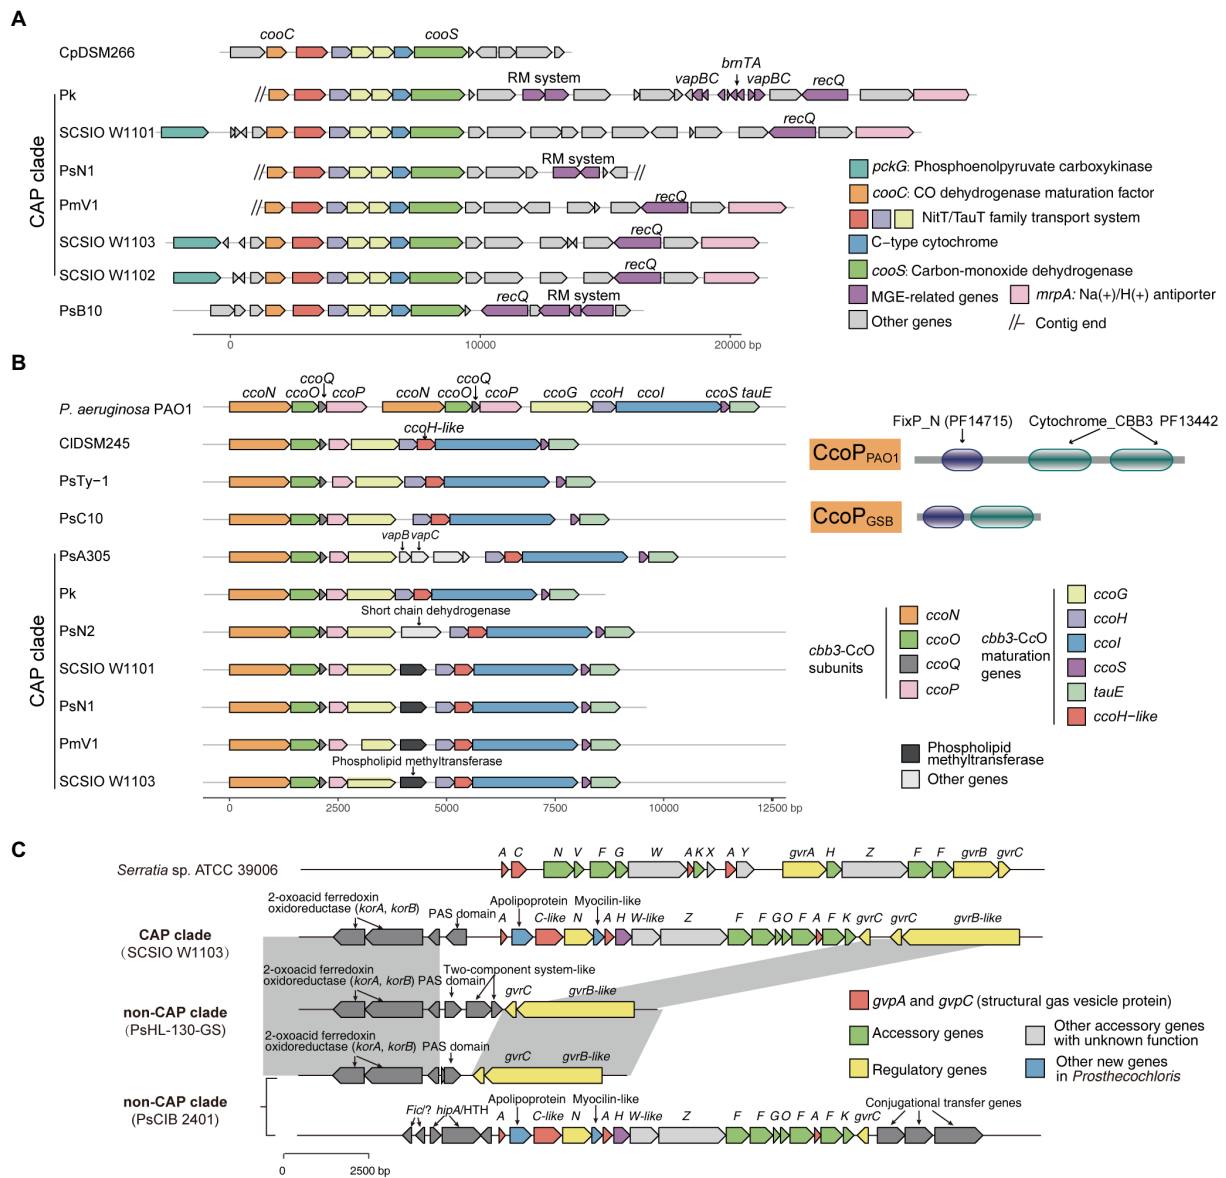 A
cooC cooS
CpDSM266
brnTA
RM system vapBC vapBC recQ
Pk
SCSIO W1101 recQ
RM system
PsN1
recQ
PmV1
recQ
SCSIO W1103
recQ
SCSIO W1102
recQ RM system
PsB10
CAP clade
0 10000 20000 bp
pckG: Phosphoenolpyruvate carboxykinase
cooC: CO dehydrogenase maturation factor
NitT/TauT family transport system
C-type cytochrome
cooS: Carbon-monoxide dehydrogenase
MGE-related genes mrpA: Na(+)/H(+) antiporter
Other genes Contig end
B
ccoQ ccoQ
ccoN ccoO ccoP ccoN ccoO ccoP ccoG ccoH ccoI ccoS tauE
P. aeruginosa PAO1
ccoH-like
ClDSM245
PsTy-1
PsC10
vapB vapC
PsA305
Pk
Short chain dehydrogenase
PsN2
SCSIO W1101
PsN1
PmV1
Phospholipid methyltransferase
SCSIO W1103
CAP clade
0 2500 5000 7500 10000 12500 bp
FixP_N (PF14715) Cytochrome_CBB3 PF13442
CcoPPAO1
CcoPGSB
cbb3-CcO subunits
ccoN
ccoO
ccoQ
ccoP
cbb3-CcO maturation genes
ccoG
ccoH
ccoI
ccoS
tauE
ccoH-like
Phospholipid methyltransferase
Other genes
C
A C N V F G W A K X A Y gvrA H Z F F gvrB gvrC
Serratia sp. ATCC 39006
2-oxoacid ferredoxin
oxidoreductase (korA, korB) PAS domain Apolipoprotein Myocilin-like
A C-like N A H W-like Z F F G O F A F K gvrC gvrC gvrB-like
CAP clade
(SCSIO W1103)
2-oxoacid ferredoxin Two-component system-like
oxidoreductase (korA, korB) PAS domain
gvrC gvrB-like
non-CAP clade
(PsHL-130-GS)
2-oxoacid ferredoxin
oxidoreductase (korA, korB) PAS domain gvrC gvrB-like
non-CAP clade
(PsCIB 2401)
Apolipoprotein Myocilin-like Conjugational transfer genes
Fic/? hipA/HTH A C-like N A H W-like Z F F G O F A F K gvrC
0 2500 bp
gvpA and gvpC (structural gas vesicle protein)
Accessory genes
Regulatory genes
Other accessory genes with unknown function
Other new genes in Prosthecochloris